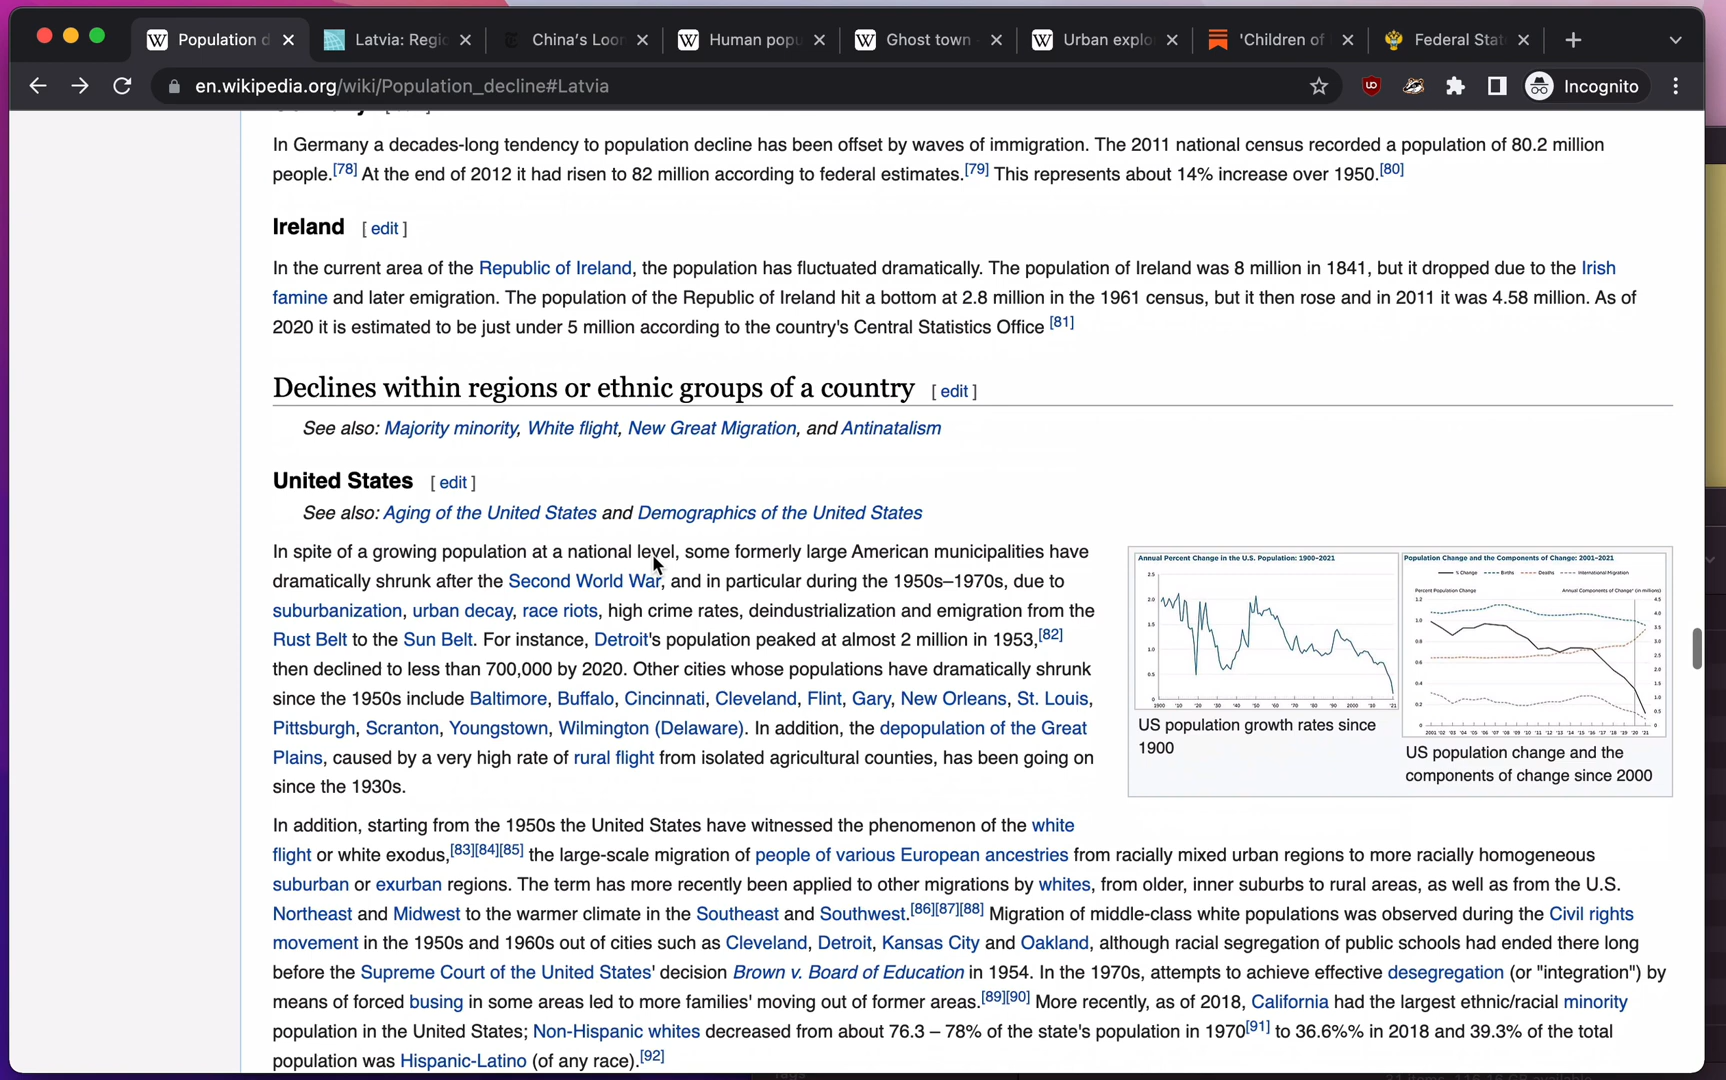 Population d
Latvia: Regio
China's Loon
Human popu
Ghost town -
Urban explo
'Children of
Federal Stat
en.wikipedia.org/wiki/Population_decline#Latvia
Incognito
In Germany a decades-long tendency to population decline has been offset by waves of immigration. The 2011 national census recorded a population of 80.2 million
people.[78] At the end of 2012 it had risen to 82 million according to federal estimates.[79] This represents about 14% increase over 1950.[80]
Ireland [ edit ]
In the current area of the Republic of Ireland, the population has fluctuated dramatically. The population of Ireland was 8 million in 1841, but it dropped due to the Irish
famine and later emigration. The population of the Republic of Ireland hit a bottom at 2.8 million in the 1961 census, but it then rose and in 2011 it was 4.58 million. As of
2020 it is estimated to be just under 5 million according to the country's Central Statistics Office [81]
Declines within regions or ethnic groups of a country [ edit ]
See also: Majority minority, White flight, New Great Migration, and Antinatalism
United States [ edit ]
See also: Aging of the United States and Demographics of the United States
In spite of a growing population at a national level, some formerly large American municipalities have
dramatically shrunk after the Second World War, and in particular during the 1950s–1970s, due to
suburbanization, urban decay, race riots, high crime rates, deindustrialization and emigration from the
Rust Belt to the Sun Belt. For instance, Detroit's population peaked at almost 2 million in 1953,[82]
then declined to less than 700,000 by 2020. Other cities whose populations have dramatically shrunk
since the 1950s include Baltimore, Buffalo, Cincinnati, Cleveland, Flint, Gary, New Orleans, St. Louis,
Pittsburgh, Scranton, Youngstown, Wilmington (Delaware). In addition, the depopulation of the Great
Plains, caused by a very high rate of rural flight from isolated agricultural counties, has been going on
since the 1930s.
Annual Percent Change in the U.S. Population: 1900–2021
US population growth rates since
1900
Population Change and the Components of Change: 2001–2021
% Change Births Deaths International Migration
Percent Population Change
Annual Components of Change (in millions)
US population change and the
components of change since 2000
In addition, starting from the 1950s the United States have witnessed the phenomenon of the white
flight or white exodus,[83][84][85] the large-scale migration of people of various European ancestries from racially mixed urban regions to more racially homogeneous
suburban or exurban regions. The term has more recently been applied to other migrations by whites, from older, inner suburbs to rural areas, as well as from the U.S.
Northeast and Midwest to the warmer climate in the Southeast and Southwest.[86][87][88] Migration of middle-class white populations was observed during the Civil rights
movement in the 1950s and 1960s out of cities such as Cleveland, Detroit, Kansas City and Oakland, although racial segregation of public schools had ended there long
before the Supreme Court of the United States' decision Brown v. Board of Education in 1954. In the 1970s, attempts to achieve effective desegregation (or "integration") by
means of forced busing in some areas led to more families' moving out of former areas.[89][90] More recently, as of 2018, California had the largest ethnic/racial minority
population in the United States; Non-Hispanic whites decreased from about 76.3 – 78% of the state's population in 1970[91] to 36.6%% in 2018 and 39.3% of the total
population was Hispanic-Latino (of any race).[92]